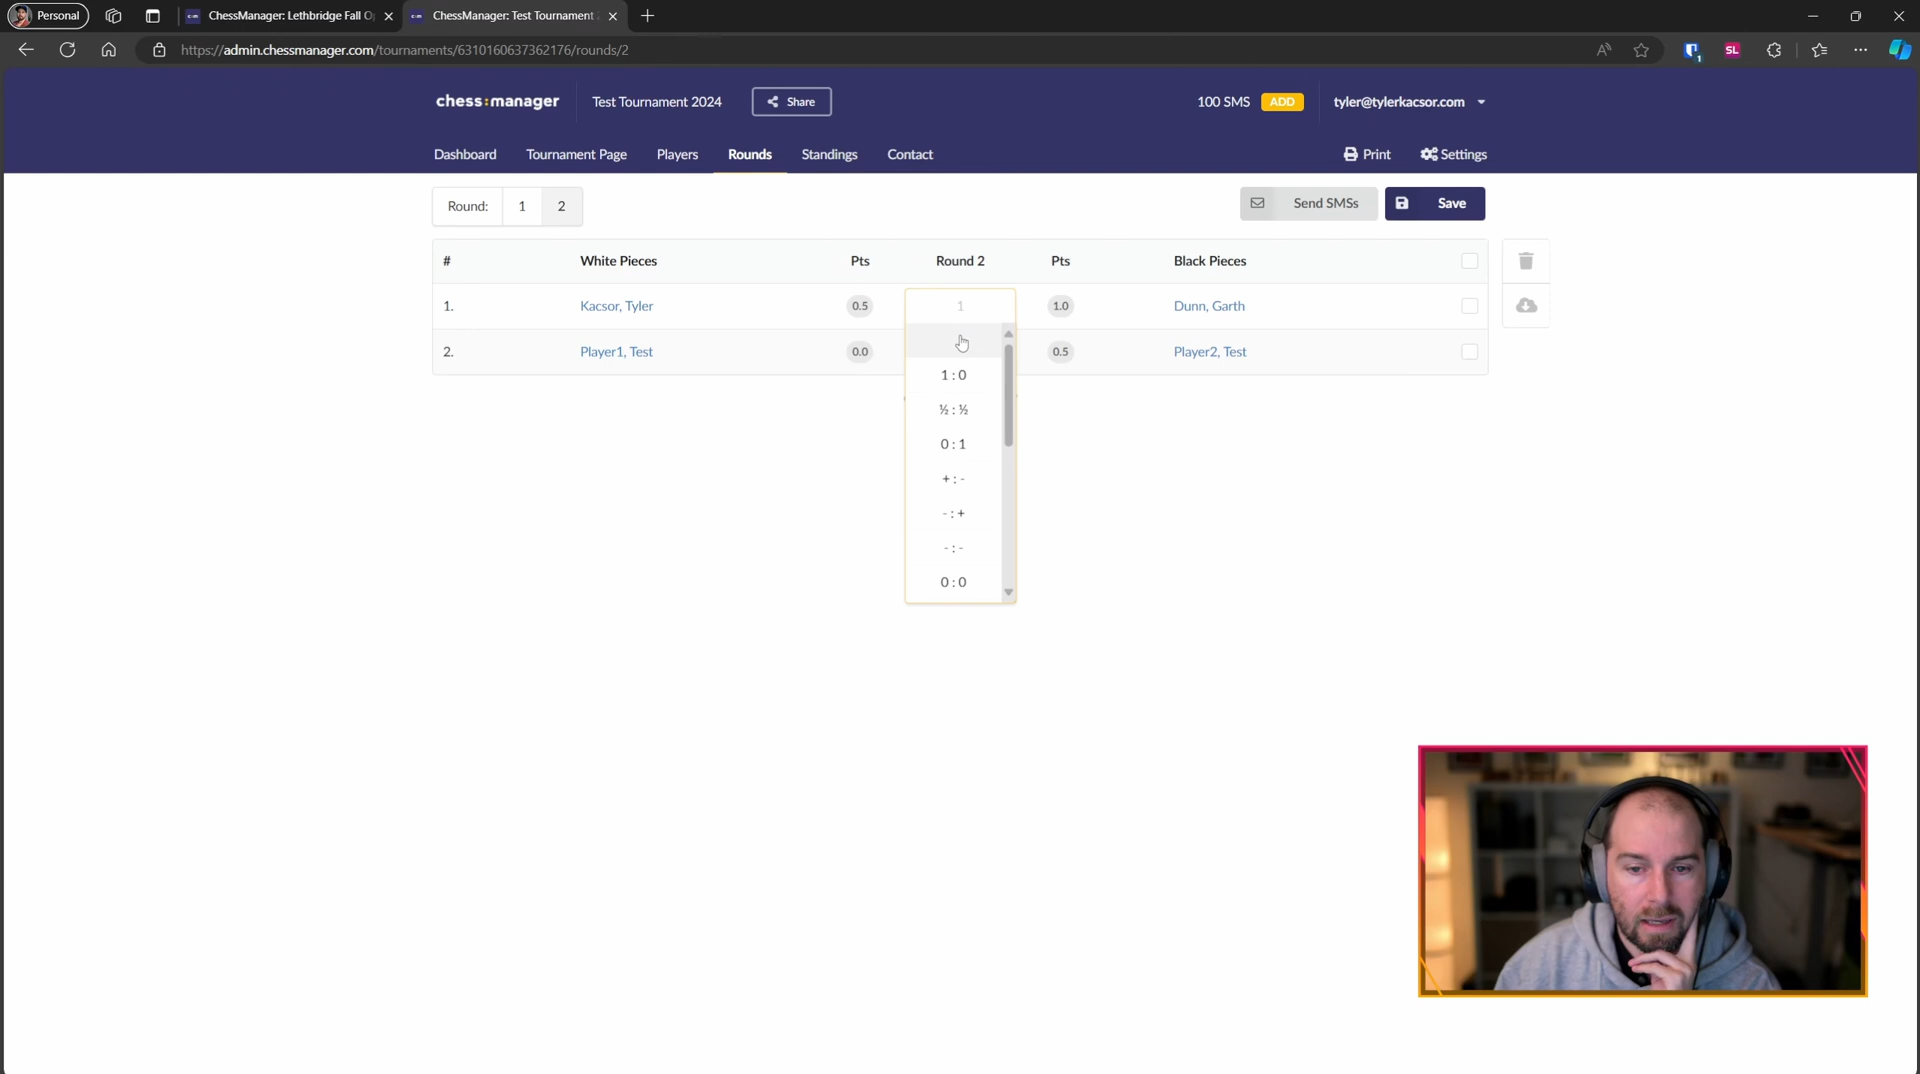 Personal
ChessManager: Lethbridge Fall O
ChessManager: Test Tournament
https://admin.chessmanager.com/tournaments/6310160637362176/rounds/2
A
SL
1
chess:manager
Test Tournament 2024
Share
100 SMS
ADD
tyler@tylerkacsor.com
Dashboard
Tournament Page
Players
Rounds
Standings
Contact
Print
Settings
Round:
1
2
Send SMSs
Save
# White Pieces Pts Round 2 Pts Black Pieces
1. Kacsor, Tyler 0.5 1 1.0 Dunn, Garth
2. Player1, Test 0.0 0.5 Player2, Test
1 : 0
½ : ½
0 : 1
+ : -
- : +
- : -
0 : 0